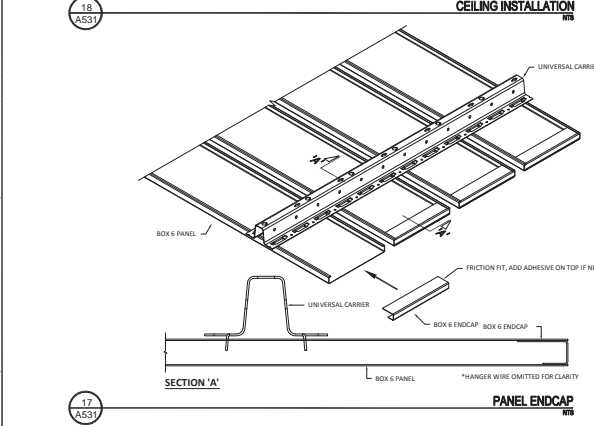 18
A531
CEILING INSTALLATION
NTS
UNIVERSAL CARRIE
'A'
'A'
BOX 6 PANEL
FRICTION FIT, ADD ADHESIVE ON TOP IF NE
UNIVERSAL CARRIER
BOX 6 ENDCAP
BOX 6 ENDCAP
SECTION 'A'
BOX 6 PANEL
*HANGER WIRE OMITTED FOR CLARITY
17
A531
PANEL ENDCAP
NTS